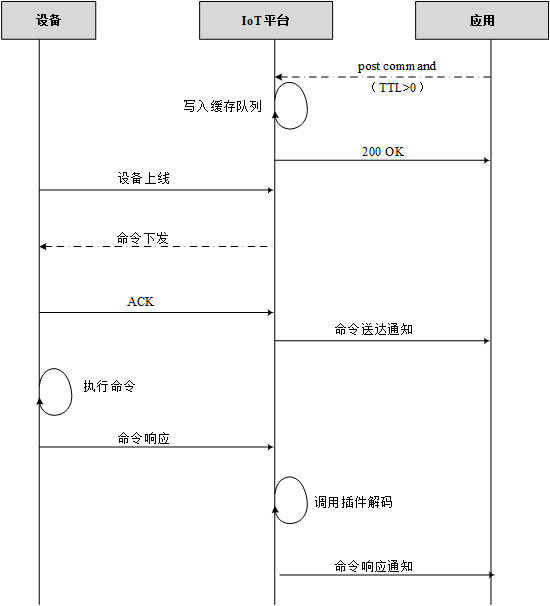 设备
IoT平台
应用
post command
（TTL>0）
写入缓存队列
200 OK
设备上线
命令下发
ACK
命令送达通知
执行命令
命令响应
调用插件解码
命令响应通知